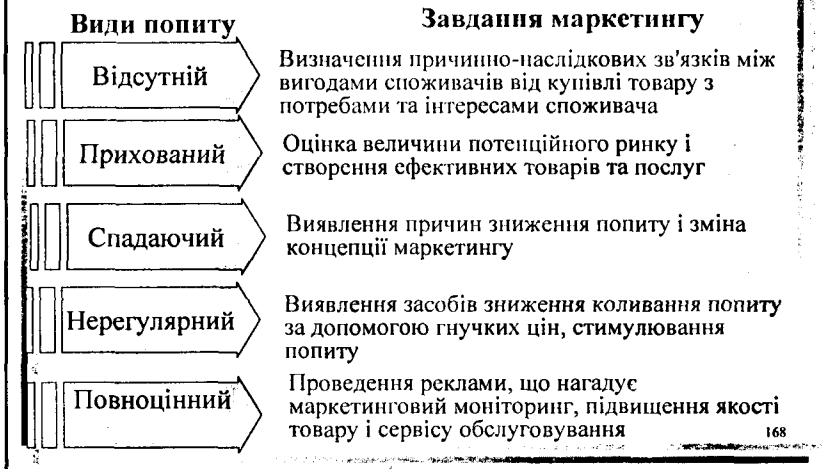 Види попиту
Завдання маркетингу
Відсутній
Визначення причинно-наслідкових зв'язків між
вигодами споживачів від купівлі товару з
потребами та інтересами споживача
Прихований
Оцінка величини потенційного ринку і
створення ефективних товарів та послуг
Спадаючий
Виявлення причин зниження попиту і зміна
концепції маркетингу
Нерегулярний
Виявлення засобів зниження коливання попиту
за допомогою гнучких цін, стимулювання
попиту
Повноцінний
Проведення реклами, що нагадує
маркетинговий моніторинг, підвищення якості
товару і сервісу обслуговування
168